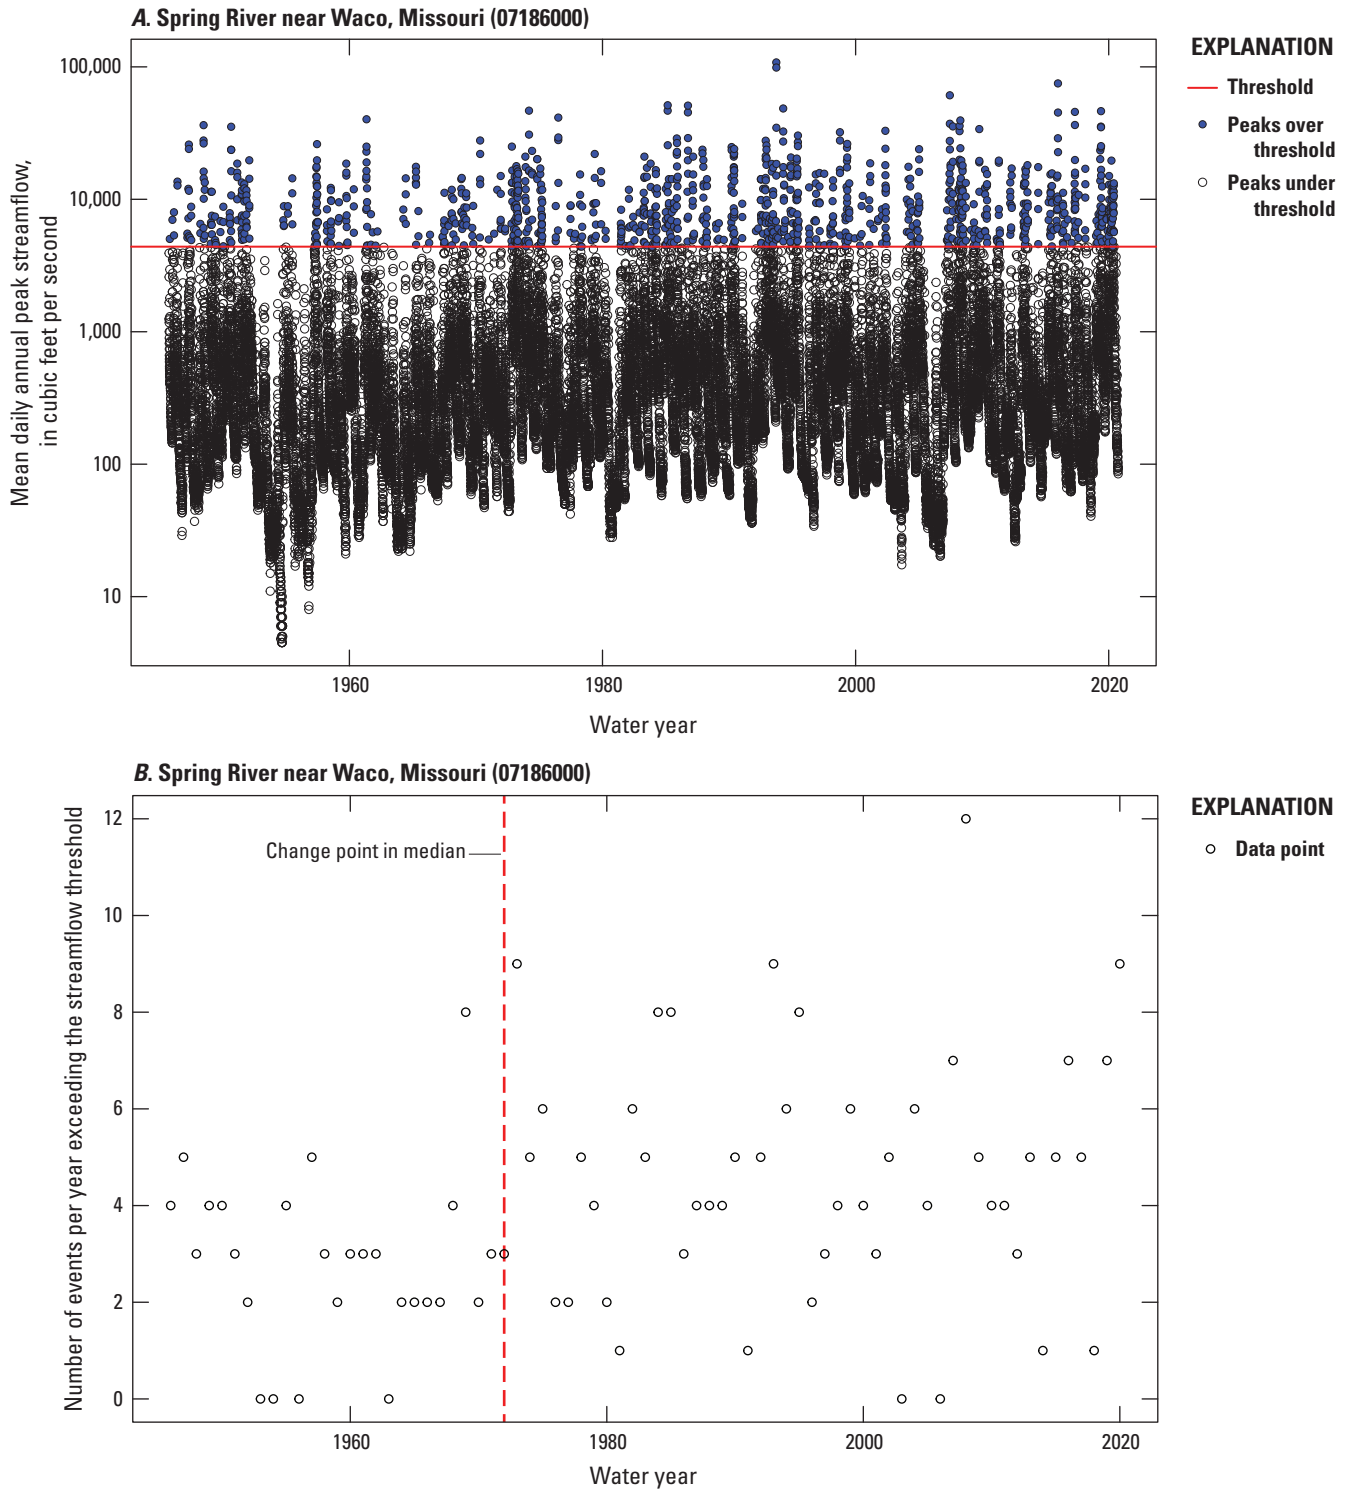 A. Spring River near Waco, Missouri (07186000)
Mean daily annual peak streamflow,
in cubic feet per second
100,000
10,000
1,000
100
10
1960
1980
2000
2020
Water year
EXPLANATION
Threshold
Peaks over
threshold
Peaks under
threshold
B. Spring River near Waco, Missouri (07186000)
Number of events per year exceeding the streamflow threshold
12
10
8
6
4
2
0
Change point in median
1960
1980
2000
2020
Water year
EXPLANATION
Data point